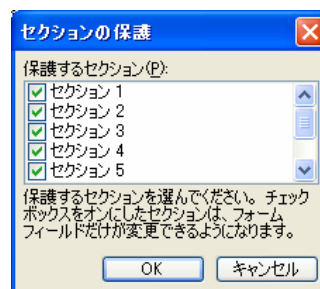 セクションの保護
保護するセクション(P):
セクション 1
セクション 2
セクション 3
セクション 4
セクション 5
保護するセクションを選んでください。チェック
ボックスをオンにしたセクションは、フォーム
フィールドだけが変更できるようになります。
OK
キャンセル